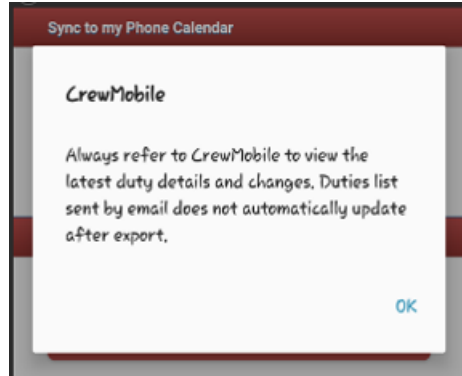 Sync to my Phone Calendar
CrewMobile
Always refer to CrewMobile to view the
latest duty details and changes. Duties list
sent by email does not automatically update
after export.
OK